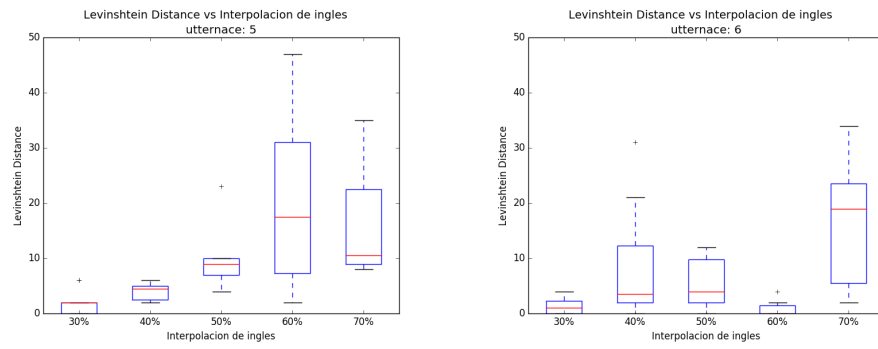 Levinshtein Distance vs Interpolacion de ingles
utternace: 5
50
40
30
20
10
0
Levinshtein Distance
30% 40% 50% 60% 70%
Interpolacion de ingles
Levinshtein Distance vs Interpolacion de ingles
utternace: 6
50
40
30
20
10
0
Levinshtein Distance
30% 40% 50% 60% 70%
Interpolacion de ingles